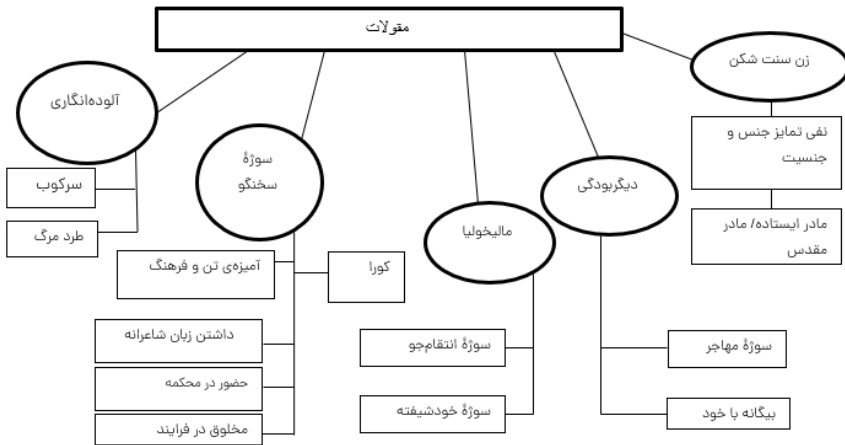 مقولات
زن سنت شکن
نفی تمایز جنس و
جنسیت
مادر ایستاده/ مادر
مقدس
دیگربودگی
سوژهٔ مهاجر
بیگانه با خود
مالیخولیا
سوژهٔ انتقام‌جو
سوژهٔ خودشیفته
سوژهٔ
سخنگو
کورا
آمیزه‌ی تن و فرهنگ
داشتن زبان شاعرانه
حضور در محکمه
مخلوق در فرایند
آلوده‌انگاری
سرکوب
طرد مرگ